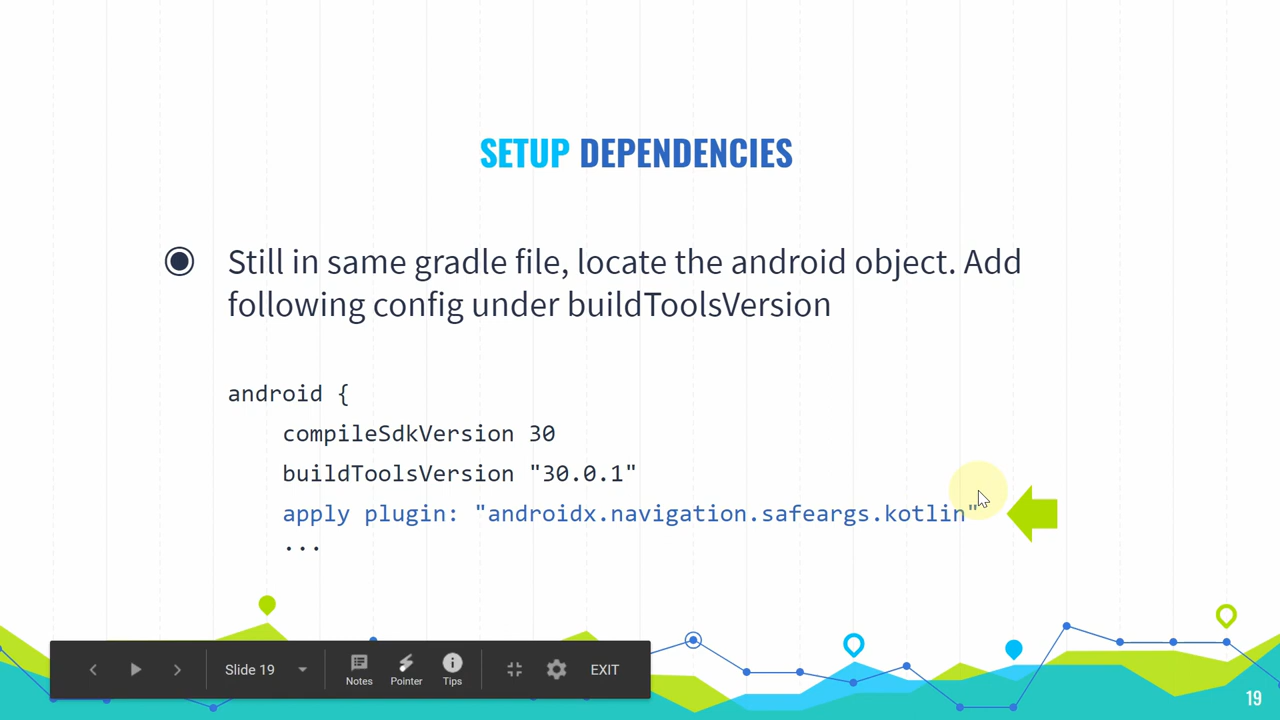 SETUP DEPENDENCIES
Still in same gradle file, locate the android object. Add
following config under buildToolsVersion
android {
compileSdkVersion 30
buildToolsVersion "30.0.1"
apply plugin: "androidx.navigation.safeargs.kotlin"
...
Slide 19
Notes
Pointer
Tips
EXIT
19